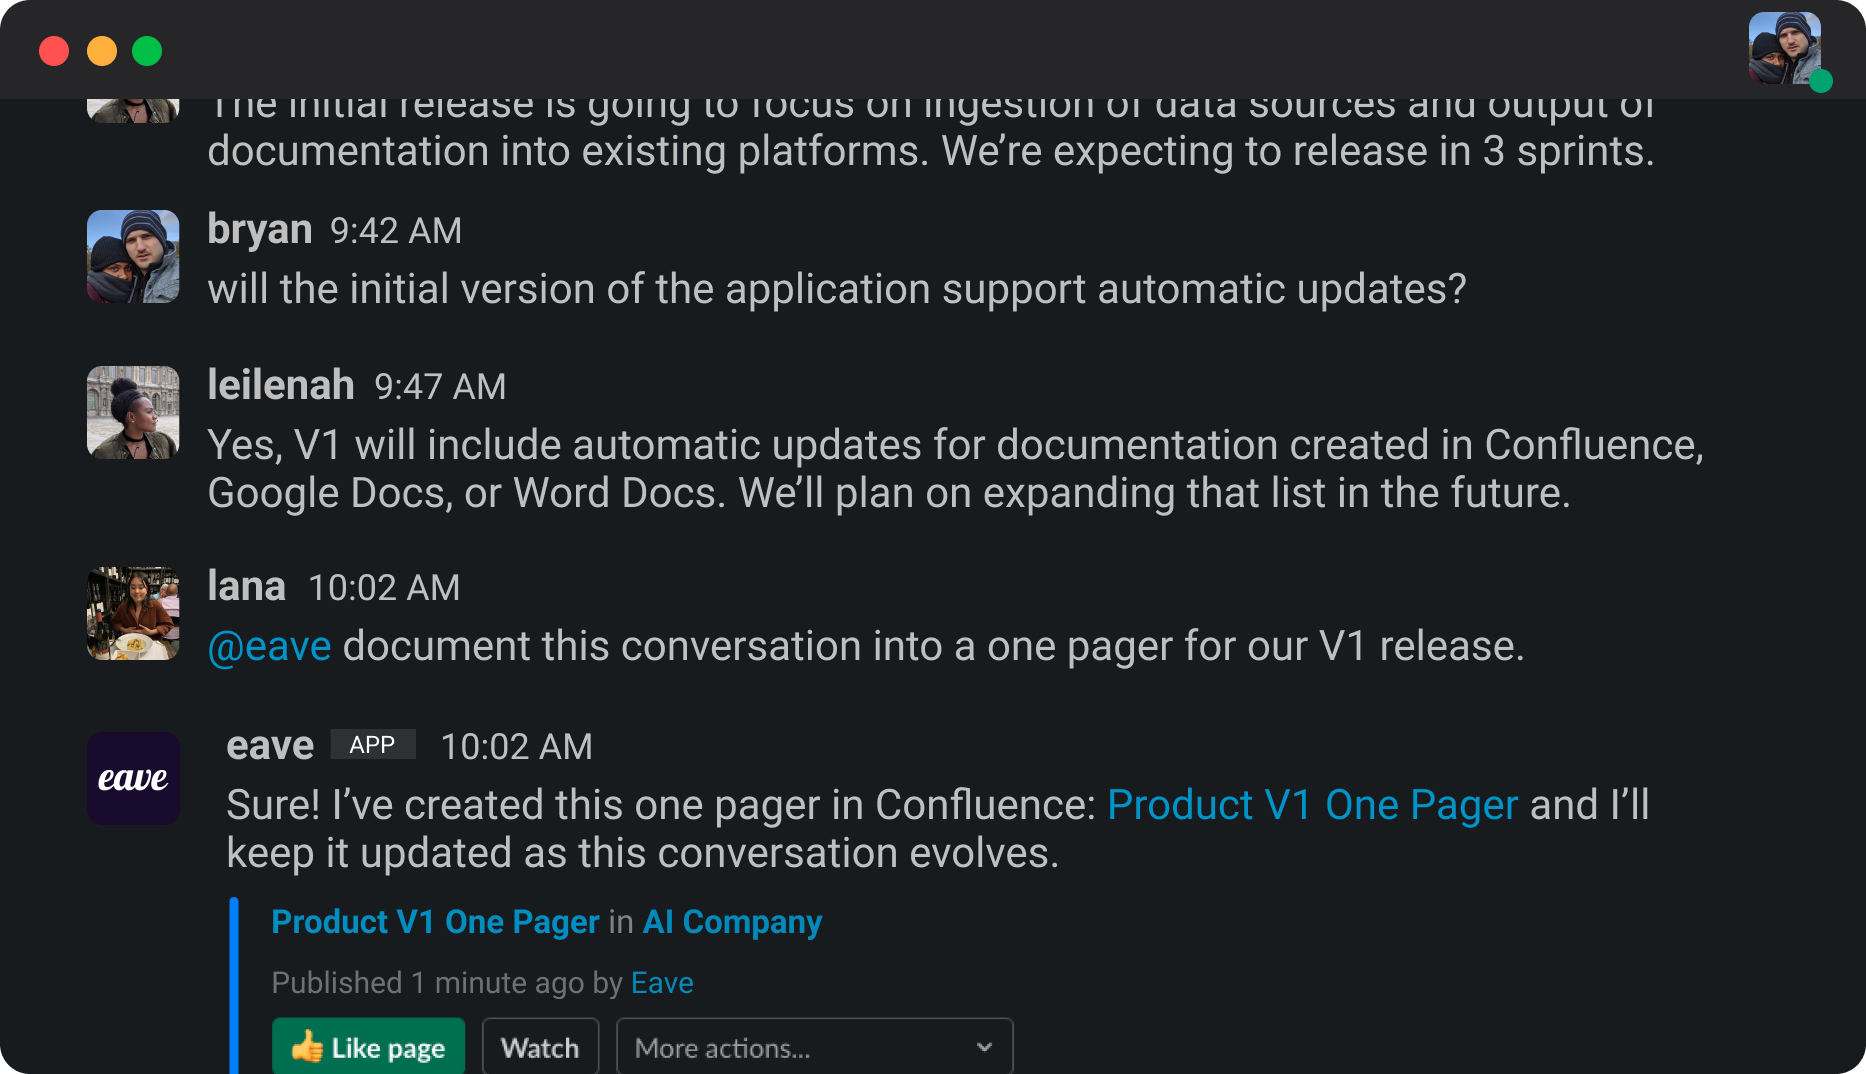 The initial release is going to focus on ingestion of data sources and output of
documentation into existing platforms. We’re expecting to release in 3 sprints.
bryan 9:42 AM
will the initial version of the application support automatic updates?
leilenah 9:47 AM
Yes, V1 will include automatic updates for documentation created in Confluence,
Google Docs, or Word Docs. We’ll plan on expanding that list in the future.
lana 10:02 AM
@eave document this conversation into a one pager for our V1 release.
eave
eave APP 10:02 AM
Sure! I’ve created this one pager in Confluence: Product V1 One Pager and I’ll
keep it updated as this conversation evolves.
Product V1 One Pager in AI Company
Published 1 minute ago by Eave
👍 Like page Watch More actions...